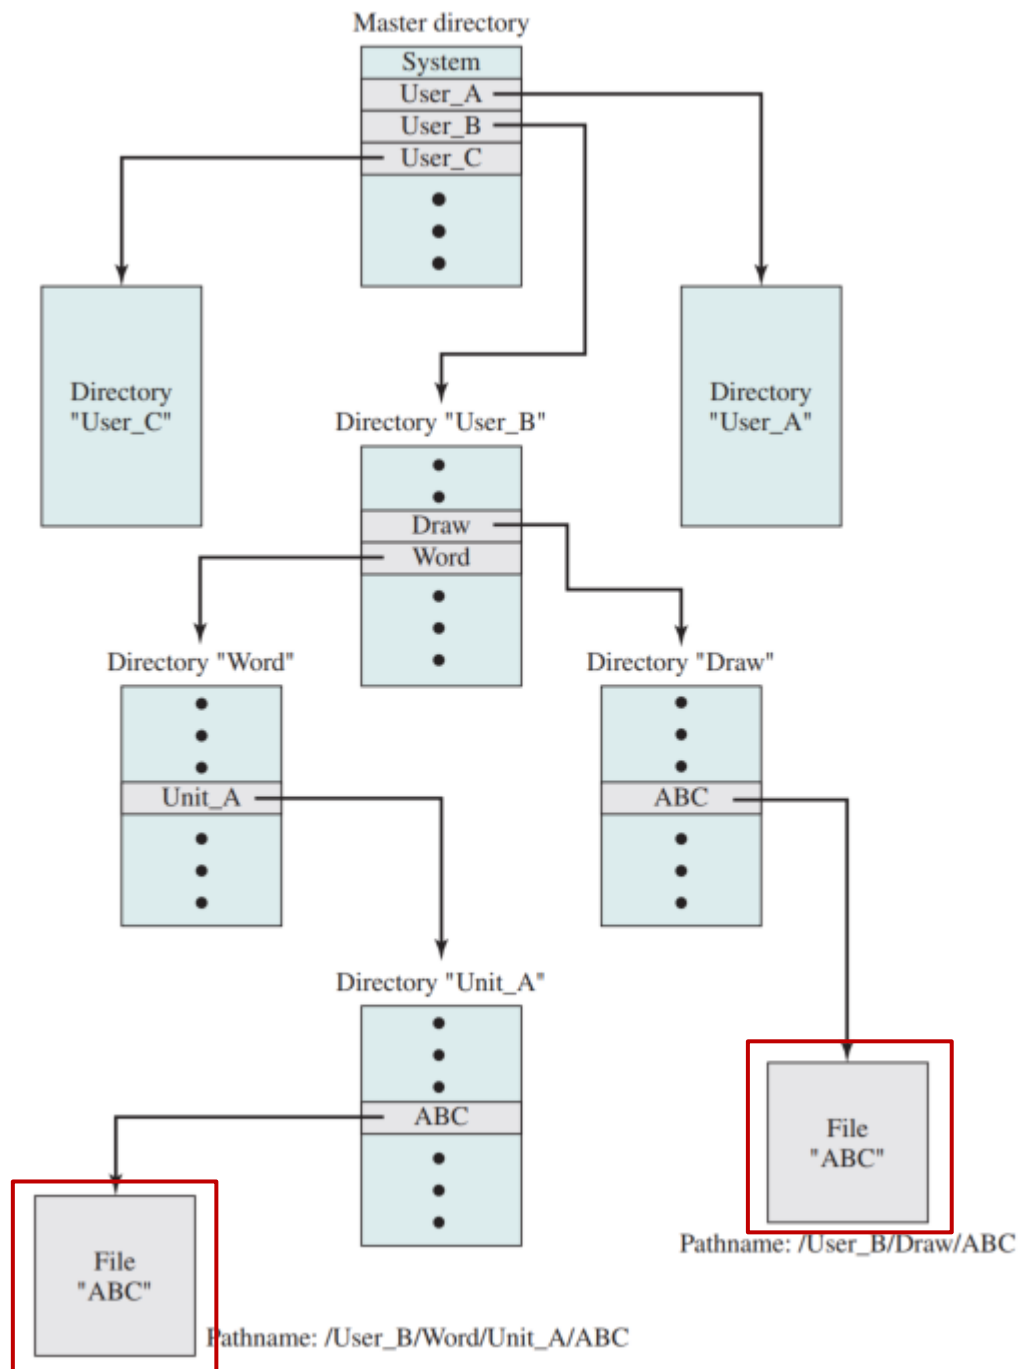 Master directory
System
User_A
User_B
User_C
Directory
"User_C"
Directory
"User_A"
Directory "User_B"
Draw
Word
Directory "Word"
Directory "Draw"
Unit_A
ABC
Directory "Unit_A"
ABC
File
"ABC"
Pathname: /User_B/Draw/ABC
File
"ABC"
Pathname: /User_B/Word/Unit_A/ABC